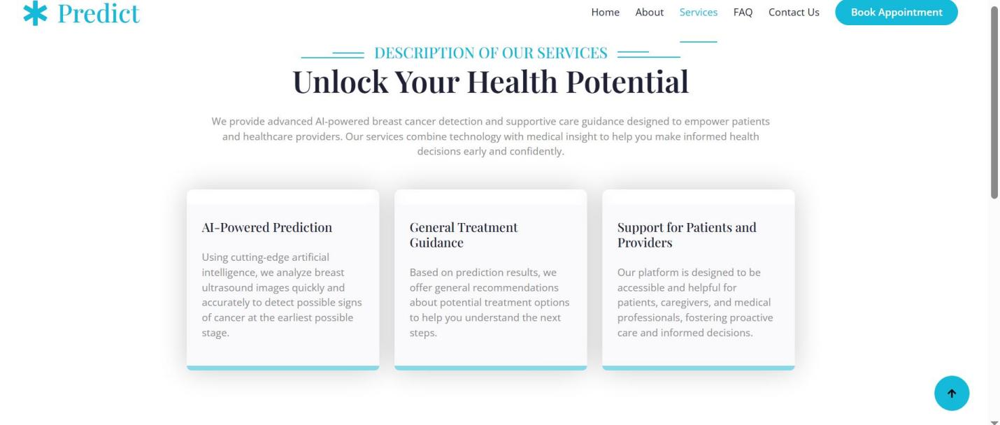 Predict
Home About Services FAQ Contact Us Book Appointment
DESCRIPTION OF OUR SERVICES
Unlock Your Health Potential
We provide advanced AI-powered breast cancer detection and supportive care guidance designed to empower patients
and healthcare providers. Our services combine technology with medical insight to help you make informed health
decisions early and confidently.
AI-Powered Prediction
Using cutting-edge artificial
intelligence, we analyze breast
ultrasound images quickly and
accurately to detect possible signs
of cancer at the earliest possible
stage.
General Treatment
Guidance
Based on prediction results, we
offer general recommendations
about potential treatment options
to help you understand the next
steps.
Support for Patients and
Providers
Our platform is designed to be
accessible and helpful for
patients, caregivers, and medical
professionals, fostering proactive
care and informed decisions.